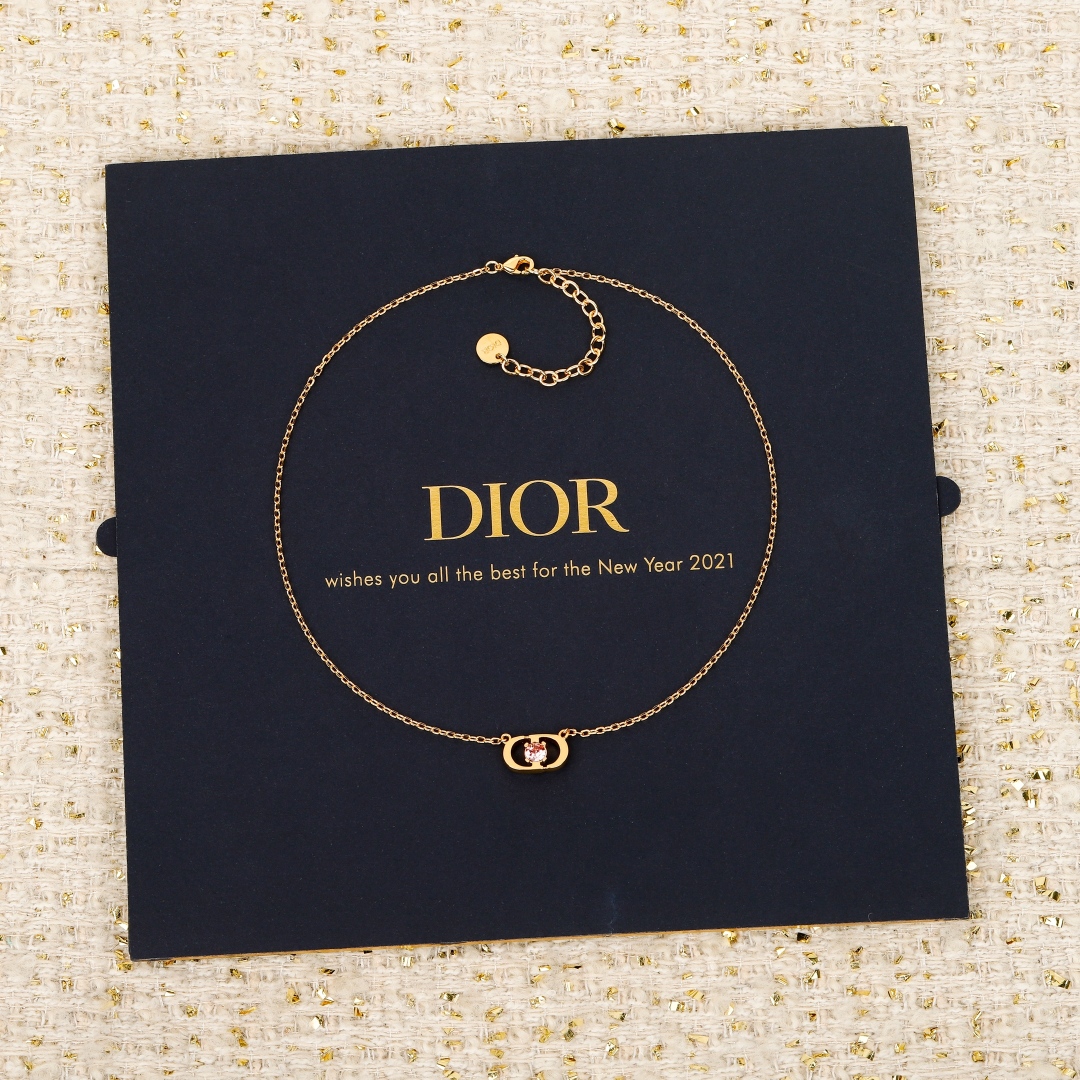 DIOR
wishes you all the best for the New Year 2021